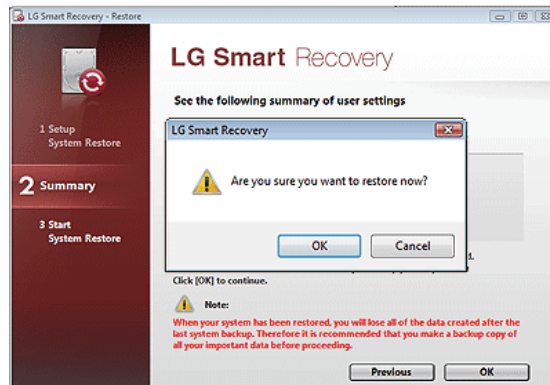 LG Smart Recovery - Restore
LG Smart Recovery
See the following summary of user settings
1 Setup
System Restore
2 Summary
3 Start
System Restore
LG Smart Recovery
Are you sure you want to restore now?
OK
Cancel
Click [OK] to continue.
Note:
When your system has been restored, you will lose all of the data created after the
last system backup. Therefore it is recommended that you make a backup copy of
all your important data before proceeding.
Previous
OK